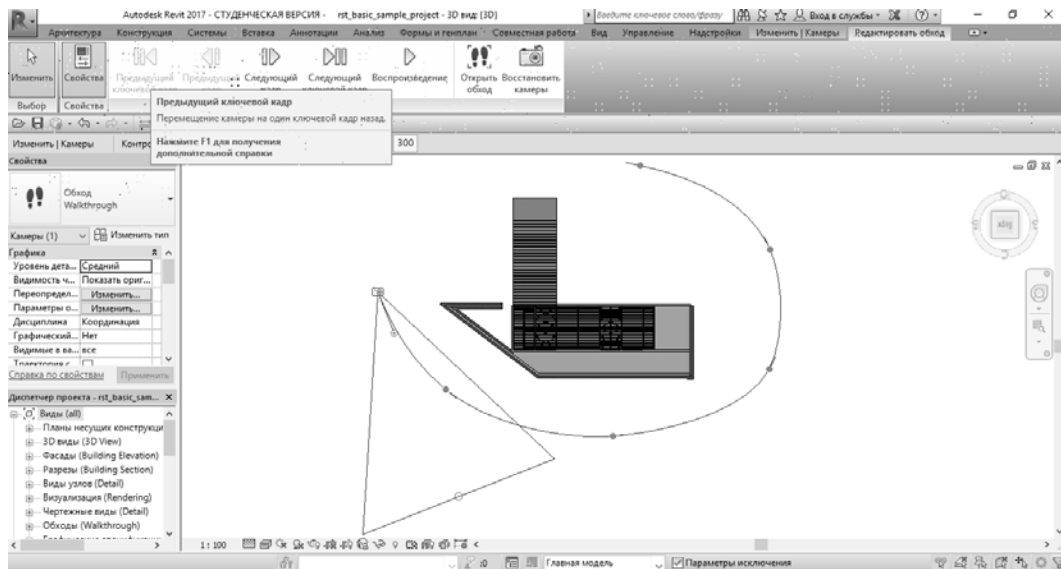 Autodesk Revit 2017 - СТУДЕНЧЕСКАЯ ВЕРСИЯ - rst_basic_sample_project - 3D вид: {3D}
Введите ключевое слово/фразу
Вход в службы
Архитектура Конструкция Системы Вставка Аннотации Анализ Формы и генплан Совместная работа Вид Управление Надстройки Изменить | Камеры Редактировать обход
Изменить
Свойства
Предыдущий
Предыдущий
Следующий
Следующий
Воспроизведение
Открыть обход
Восстановить камеры
Выбор
Свойства
Предыдущий ключевой кадр
Перемещение камеры на один ключевой кадр назад.
Нажмите F1 для получения
дополнительной справки
Изменить | Камеры
300
Свойства
Обход
Walkthrough
Камеры (1)
Изменить тип
Графика
Уровень дета... Средний
Видимость ч... Показать ориг...
Переопредел... Изменить...
Параметры о... Изменить...
Дисциплина Координация
Графический... Нет
Видимые в ва... все
Справка по свойствам
Применить
Диспетчер проекта - rst_basic_sam...
Виды (all)
Планы несущих конструкци
3D виды (3D View)
Фасады (Building Elevation)
Разрезы (Building Section)
Виды узлов (Detail)
Визуализация (Rendering)
Чертежные виды (Detail)
Обходы (Walkthrough)
1 : 100
:0
Главная модель
Параметры исключения